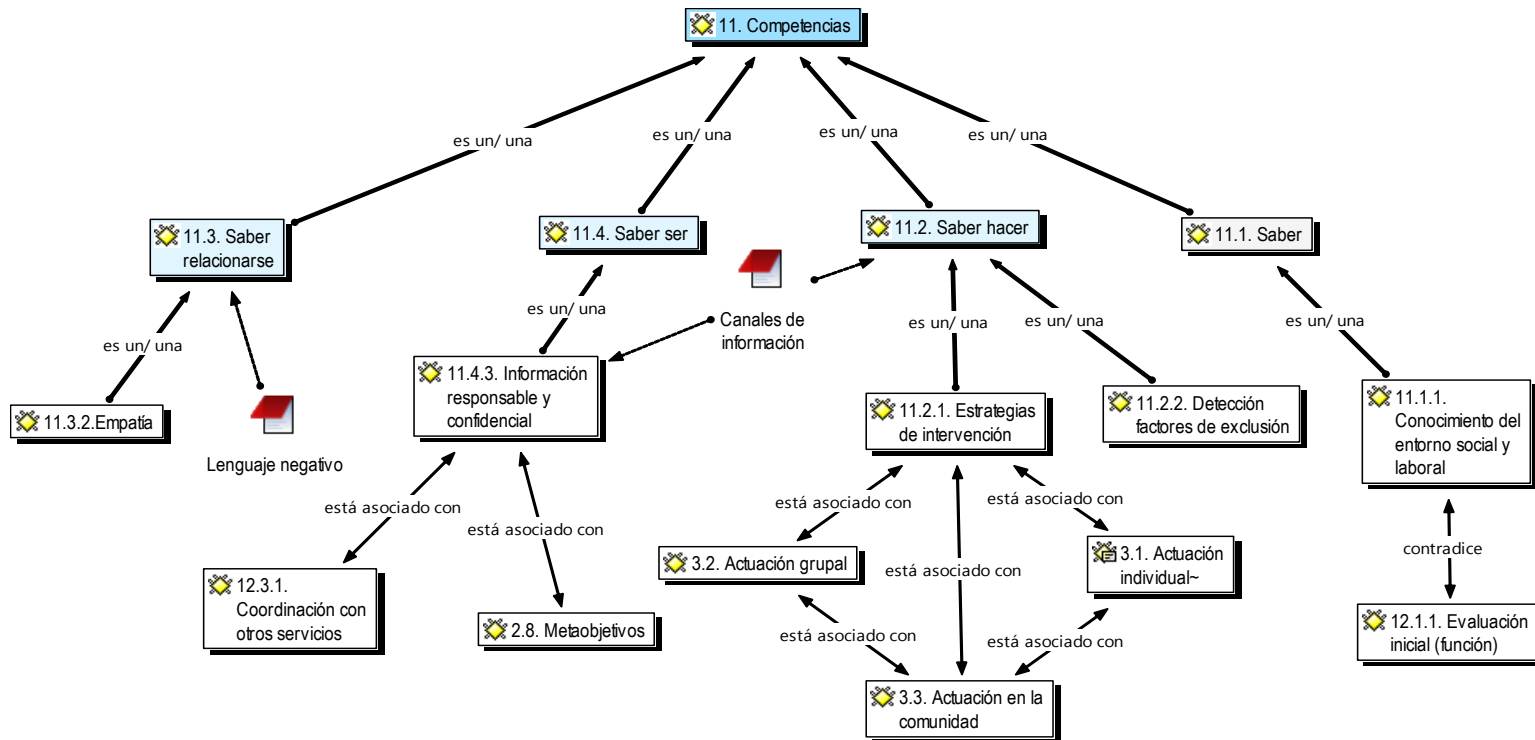 11. Competencias
es un/ una
es un/ una
es un/ una
es un/ una
11.3. Saber
relacionarse
11.4. Saber ser
11.2. Saber hacer
11.1. Saber
es un/ una
es un/ una
Canales de
información
es un/ una
es un/ una
es un/ una
11.3.2.Empatía
Lenguaje negativo
11.4.3. Información
responsable y
confidencial
11.2.1. Estrategias
de intervención
11.2.2. Detección
factores de exclusión
11.1.1.
Conocimiento del
entorno social y
laboral
está asociado con
está asociado con
está asociado con
está asociado con
está asociado con
contradice
12.3.1.
Coordinación con
otros servicios
2.8. Metaobjetivos
3.2. Actuación grupal
3.1. Actuación
individual~
está asociado con
está asociado con
12.1.1. Evaluación
inicial (función)
3.3. Actuación en la
comunidad